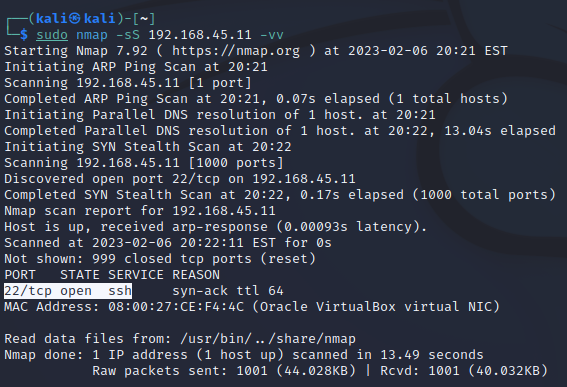 ┌──(kali㉿kali)-[~]
└─$ sudo nmap -sS 192.168.45.11 -vv
Starting Nmap 7.92 ( https://nmap.org ) at 2023-02-06 20:21 EST
Initiating ARP Ping Scan at 20:21
Scanning 192.168.45.11 [1 port]
Completed ARP Ping Scan at 20:21, 0.07s elapsed (1 total hosts)
Initiating Parallel DNS resolution of 1 host. at 20:21
Completed Parallel DNS resolution of 1 host. at 20:22, 13.04s elapsed
Initiating SYN Stealth Scan at 20:22
Scanning 192.168.45.11 [1000 ports]
Discovered open port 22/tcp on 192.168.45.11
Completed SYN Stealth Scan at 20:22, 0.17s elapsed (1000 total ports)
Nmap scan report for 192.168.45.11
Host is up, received arp-response (0.00093s latency).
Scanned at 2023-02-06 20:22:11 EST for 0s
Not shown: 999 closed tcp ports (reset)
PORT   STATE SERVICE REASON
22/tcp open  ssh     syn-ack ttl 64
MAC Address: 08:00:27:CE:F4:4C (Oracle VirtualBox virtual NIC)
Read data files from: /usr/bin/../share/nmap
Nmap done: 1 IP address (1 host up) scanned in 13.49 seconds
Raw packets sent: 1001 (44.028KB) | Rcvd: 1001 (40.032KB)